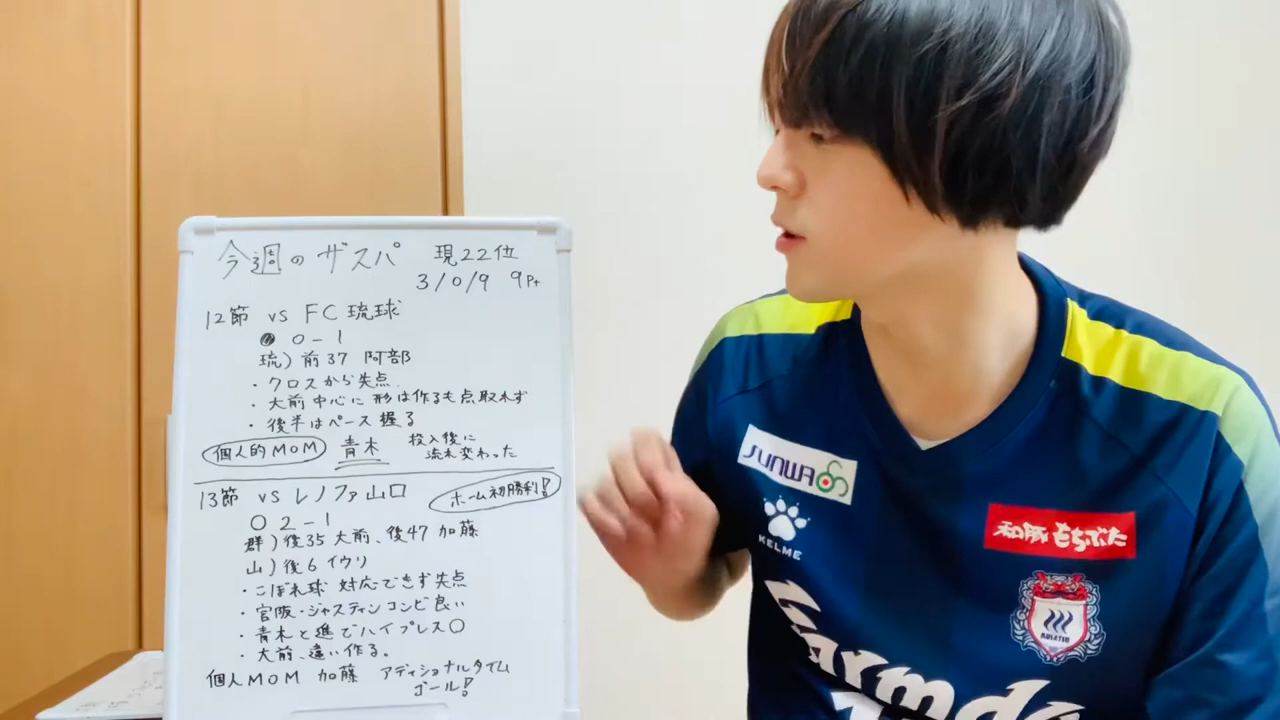 今週のザスパ 現22位
3/0/9 9Pt
12節 vs FC琉球
● 0-1
琉)前37 阿部
・クロスから失点
・大前中心に形は作るも点取れず
・後半はペース握る
個人的MOM 青木 投入後に
流れ変わった
13節 vsレノファ山口 ホーム初勝利!
○ 2-1
群)後35大前、後47 加藤
山)後6 イウリ
・こぼれ球 対応できず失点
・宮阪・ジャスティンコンビ良い
・青木と進でハイプレス○
・大前、違い作る。
個人MOM 加藤 アディショナルタイム
ゴール!
SUNWA
KELME
和豚もちぶた
farmdo